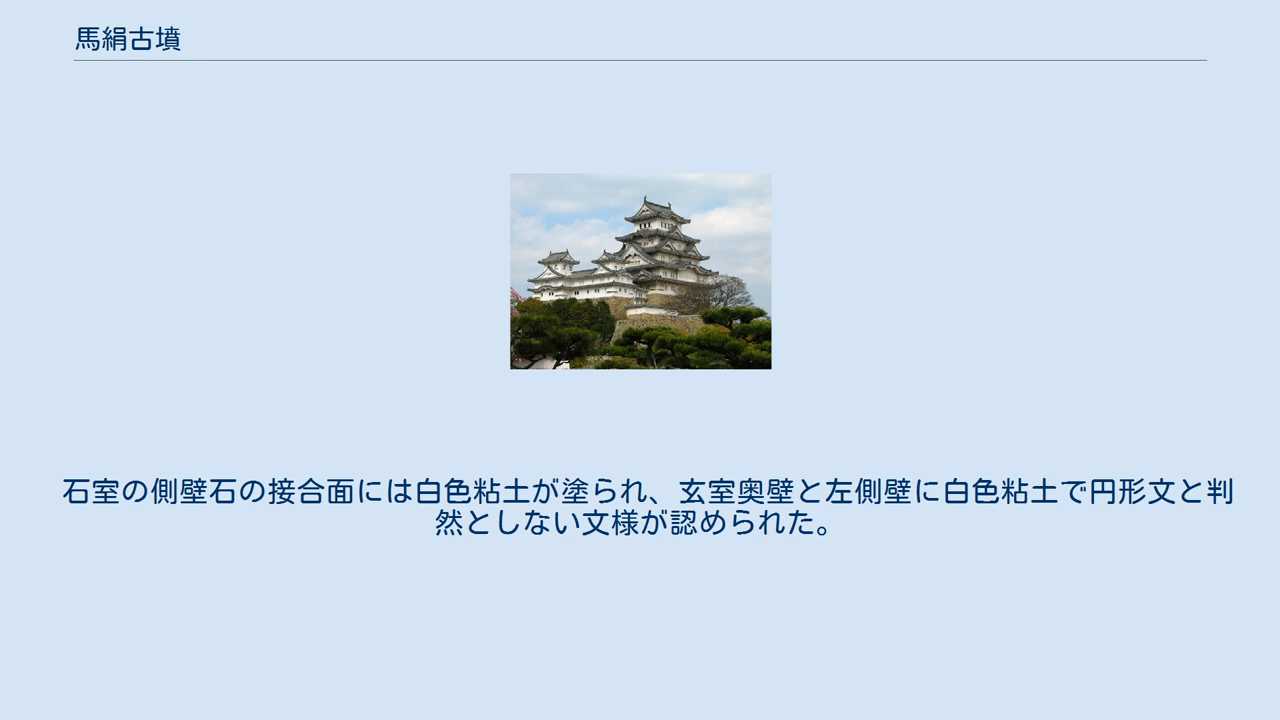 馬絹古墳
石室の側壁石の接合面には白色粘土が塗られ、玄室奥壁と左側壁に白色粘土で円形文と判
然としない文様が認められた。